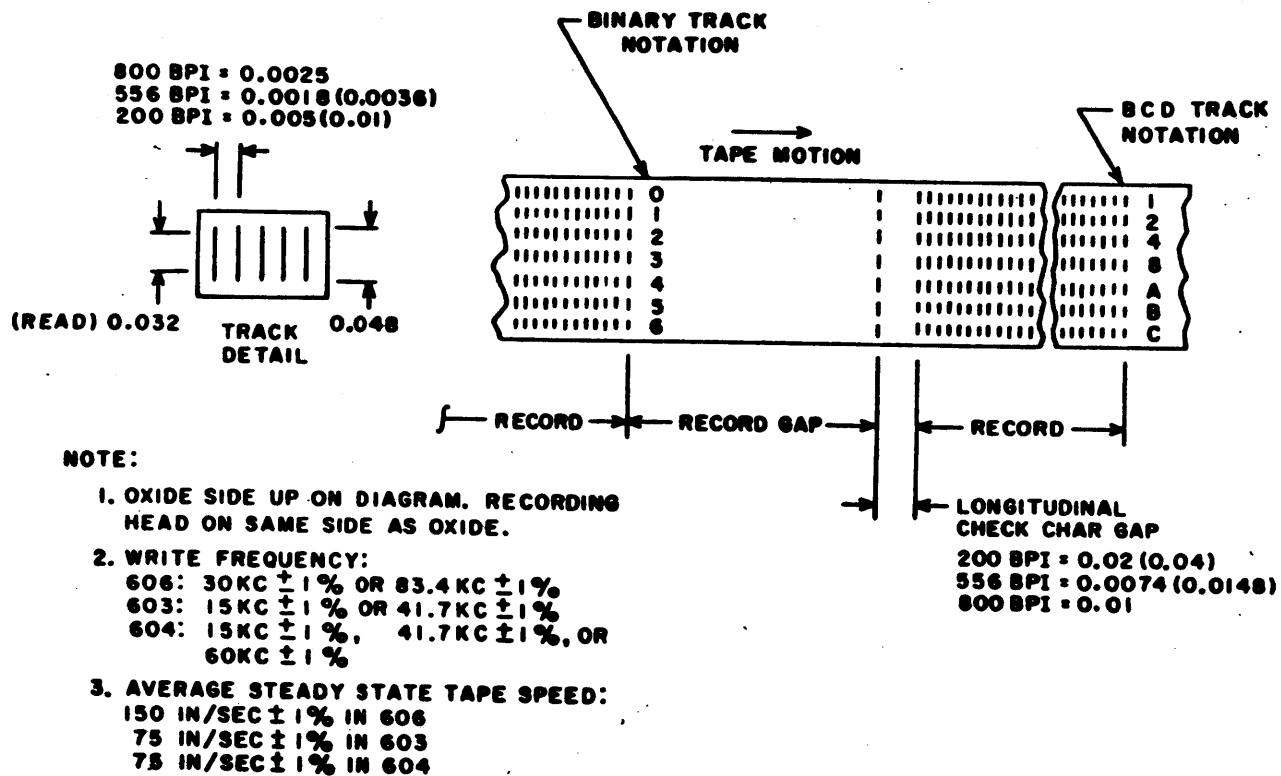 BINARY TRACK
NOTATION
800 BPI = 0.0025
556 BPI = 0.0018 (0.0036)
200 BPI = 0.005 (0.01)
BCD TRACK
NOTATION
TAPE MOTION
0
1
2
3
4
5
6
1
2
4
8
A
B
C
(READ) 0.032
0.048
TRACK
DETAIL
RECORD
RECORD GAP
RECORD
NOTE:
1. OXIDE SIDE UP ON DIAGRAM. RECORDING
HEAD ON SAME SIDE AS OXIDE.
2. WRITE FREQUENCY:
606: 30KC ± 1% OR 83.4KC ± 1%
603: 15KC ± 1% OR 41.7KC ± 1%
604: 15KC ± 1%, 41.7KC ± 1%, OR
60KC ± 1%
3. AVERAGE STEADY STATE TAPE SPEED:
150 IN/SEC ± 1% IN 606
75 IN/SEC ± 1% IN 603
75 IN/SEC ± 1% IN 604
LONGITUDINAL
CHECK CHAR GAP
200 BPI = 0.02 (0.04)
556 BPI = 0.0074 (0.0148)
800 BPI = 0.01